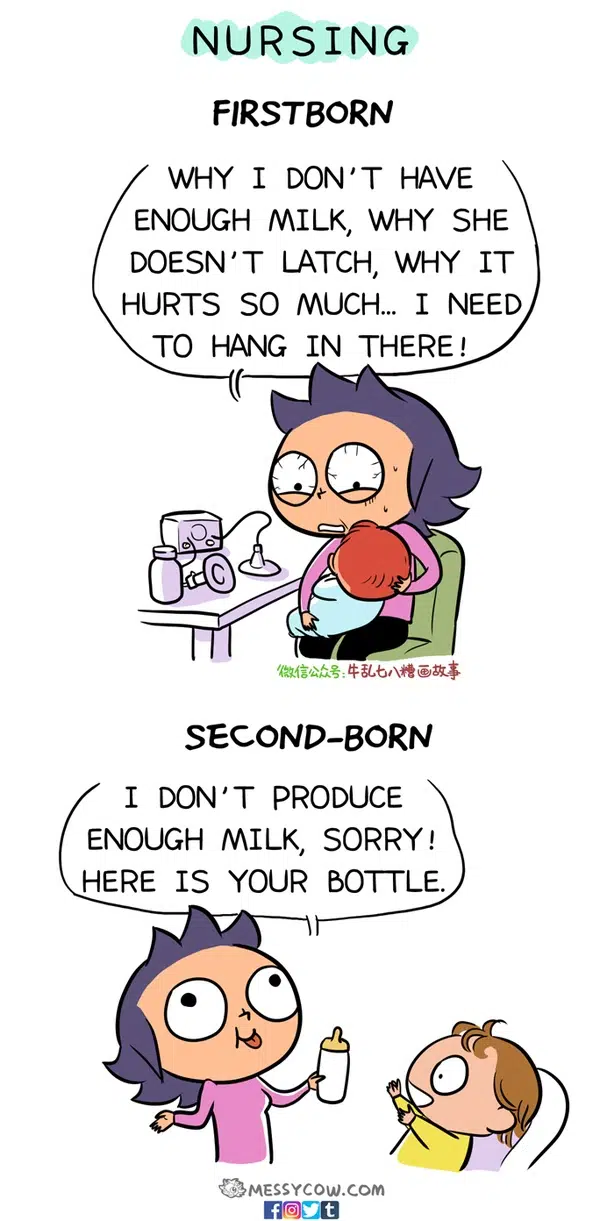 NURSING
FIRSTBORN
WHY I DON'T HAVE
ENOUGH MILK, WHY SHE
DOESN'T LATCH, WHY IT
HURTS SO MUCH... I NEED
TO HANG IN THERE!
微信公众号:牛乱七八糟画故事
SECOND-BORN
I DON'T PRODUCE
ENOUGH MILK, SORRY!
HERE IS YOUR BOTTLE.
MESSYCOW.COM